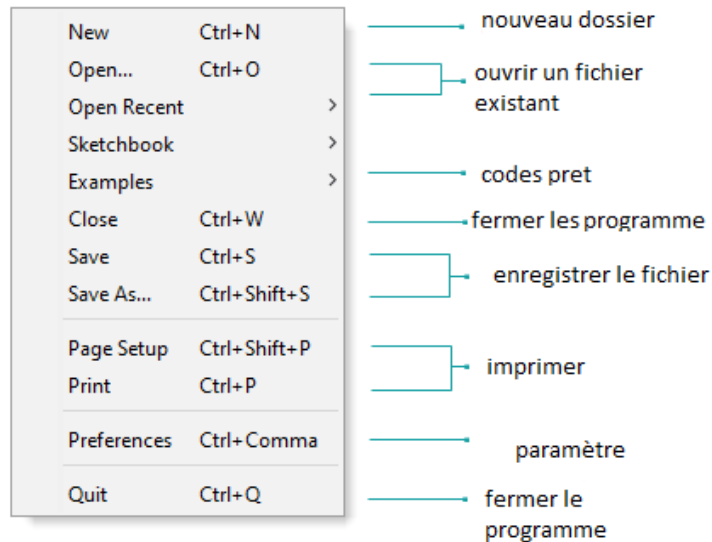 New Ctrl+N nouveau dossier
Open... Ctrl+O ouvrir un fichier
Open Recent > existant
Sketchbook >
Examples > codes pret
Close Ctrl+W fermer les programme
Save Ctrl+S enregistrer le fichier
Save As... Ctrl+Shift+S
Page Setup Ctrl+Shift+P imprimer
Print Ctrl+P
Preferences Ctrl+Comma paramètre
Quit Ctrl+Q fermer le
programme